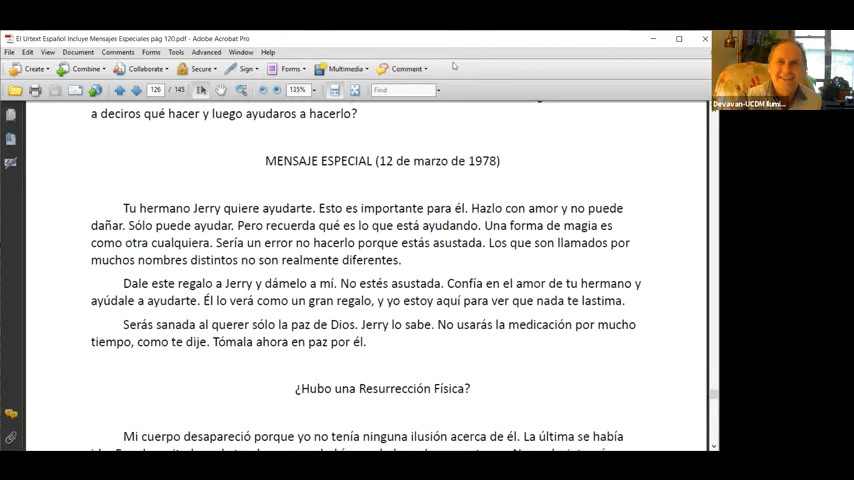 El Urtext Español Incluye Mensajes Especiales pág 120.pdf - Adobe Acrobat Pro
File Edit View Document Comments Forms Tools Advanced Window Help
Create Combine Collaborate Secure Sign Forms Multimedia Comment
126 / 145 135% Find
Devavan-UCDM Ilumi...
a deciros qué hacer y luego ayudaros a hacerlo?
MENSAJE ESPECIAL (12 de marzo de 1978)
Tu hermano Jerry quiere ayudarte. Esto es importante para él. Hazlo con amor y no puede
dañar. Sólo puede ayudar. Pero recuerda qué es lo que está ayudando. Una forma de magia es
como otra cualquiera. Sería un error no hacerlo porque estás asustada. Los que son llamados por
muchos nombres distintos no son realmente diferentes.
Dale este regalo a Jerry y dámelo a mí. No estés asustada. Confía en el amor de tu hermano y
ayúdale a ayudarte. Él lo verá como un gran regalo, y yo estoy aquí para ver que nada te lastima.
Serás sanada al querer sólo la paz de Dios. Jerry lo sabe. No usarás la medicación por mucho
tiempo, como te dije. Tómala ahora en paz por él.
¿Hubo una Resurrección Física?
Mi cuerpo desapareció porque yo no tenía ninguna ilusión acerca de él. La última se había